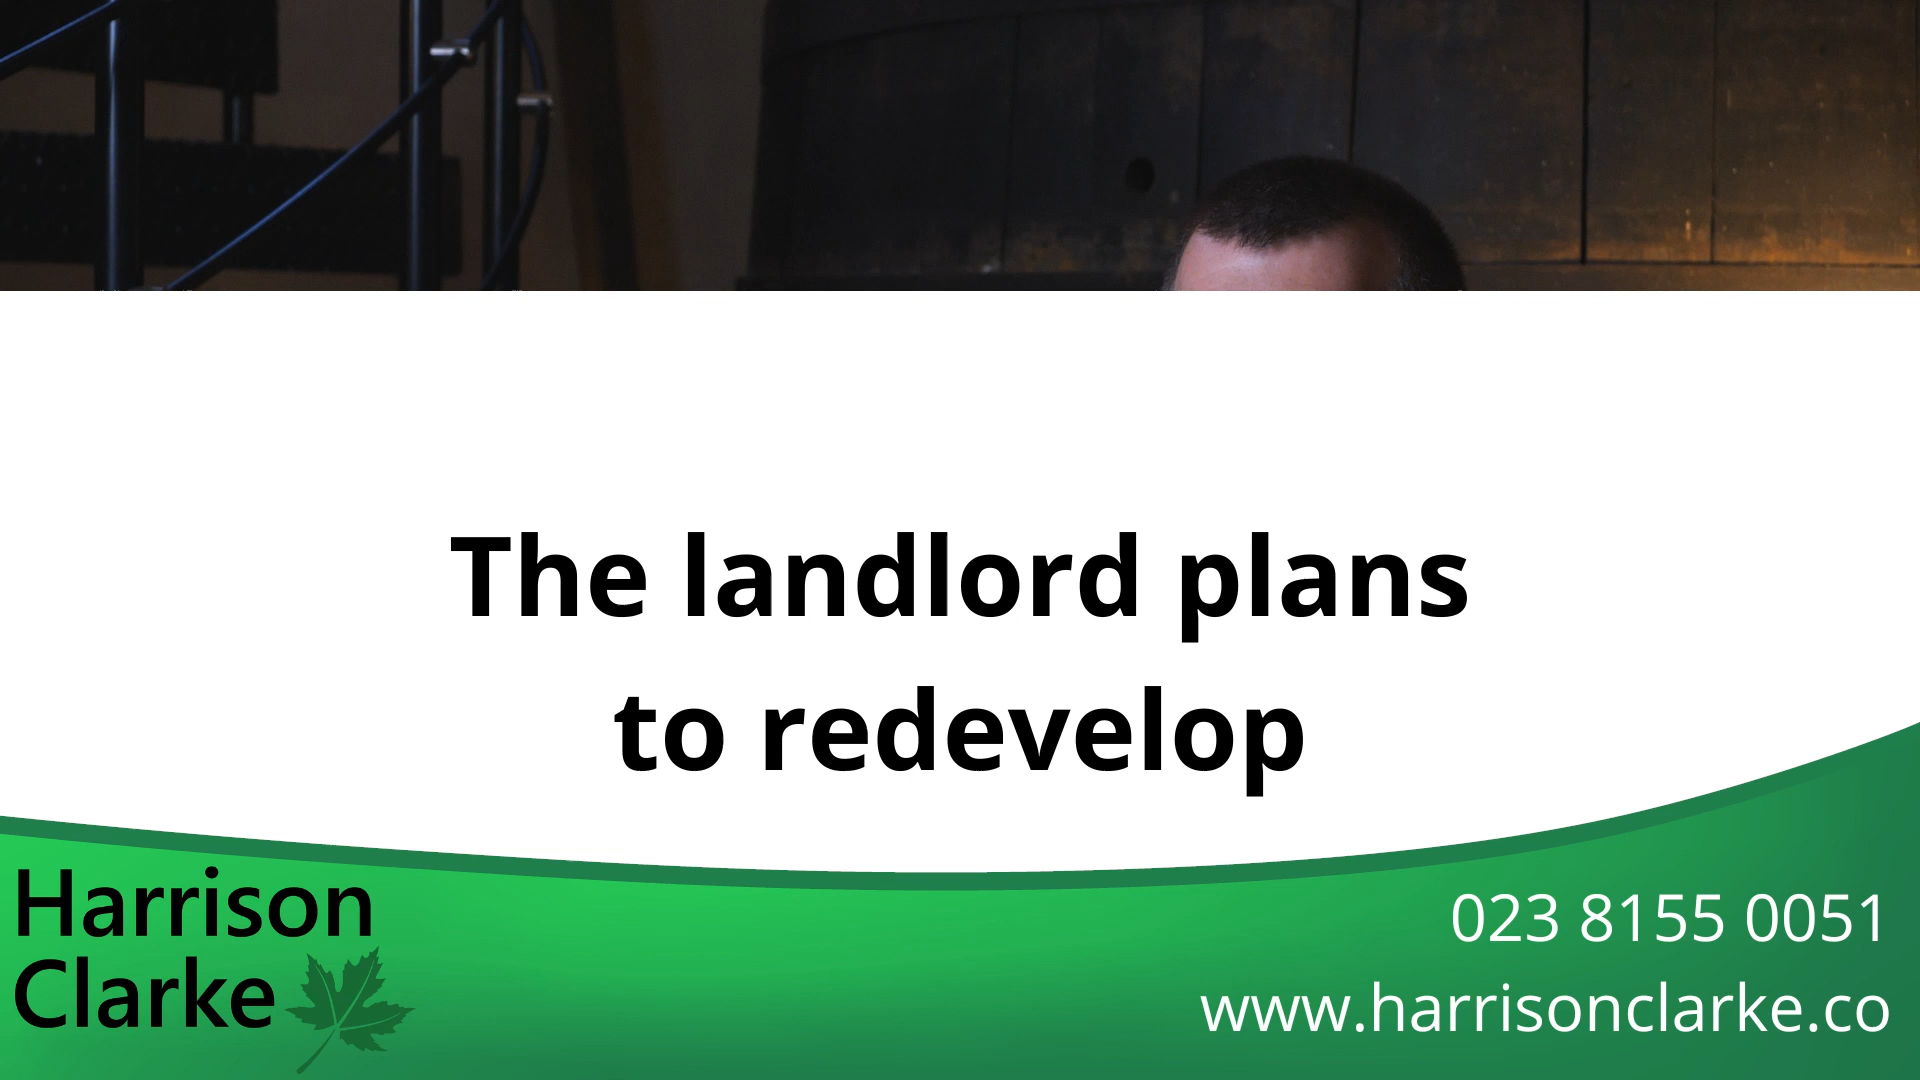 The landlord plans
to redevelop
Harrison
Clarke
023 8155 0051
www.harrisonclarke.co